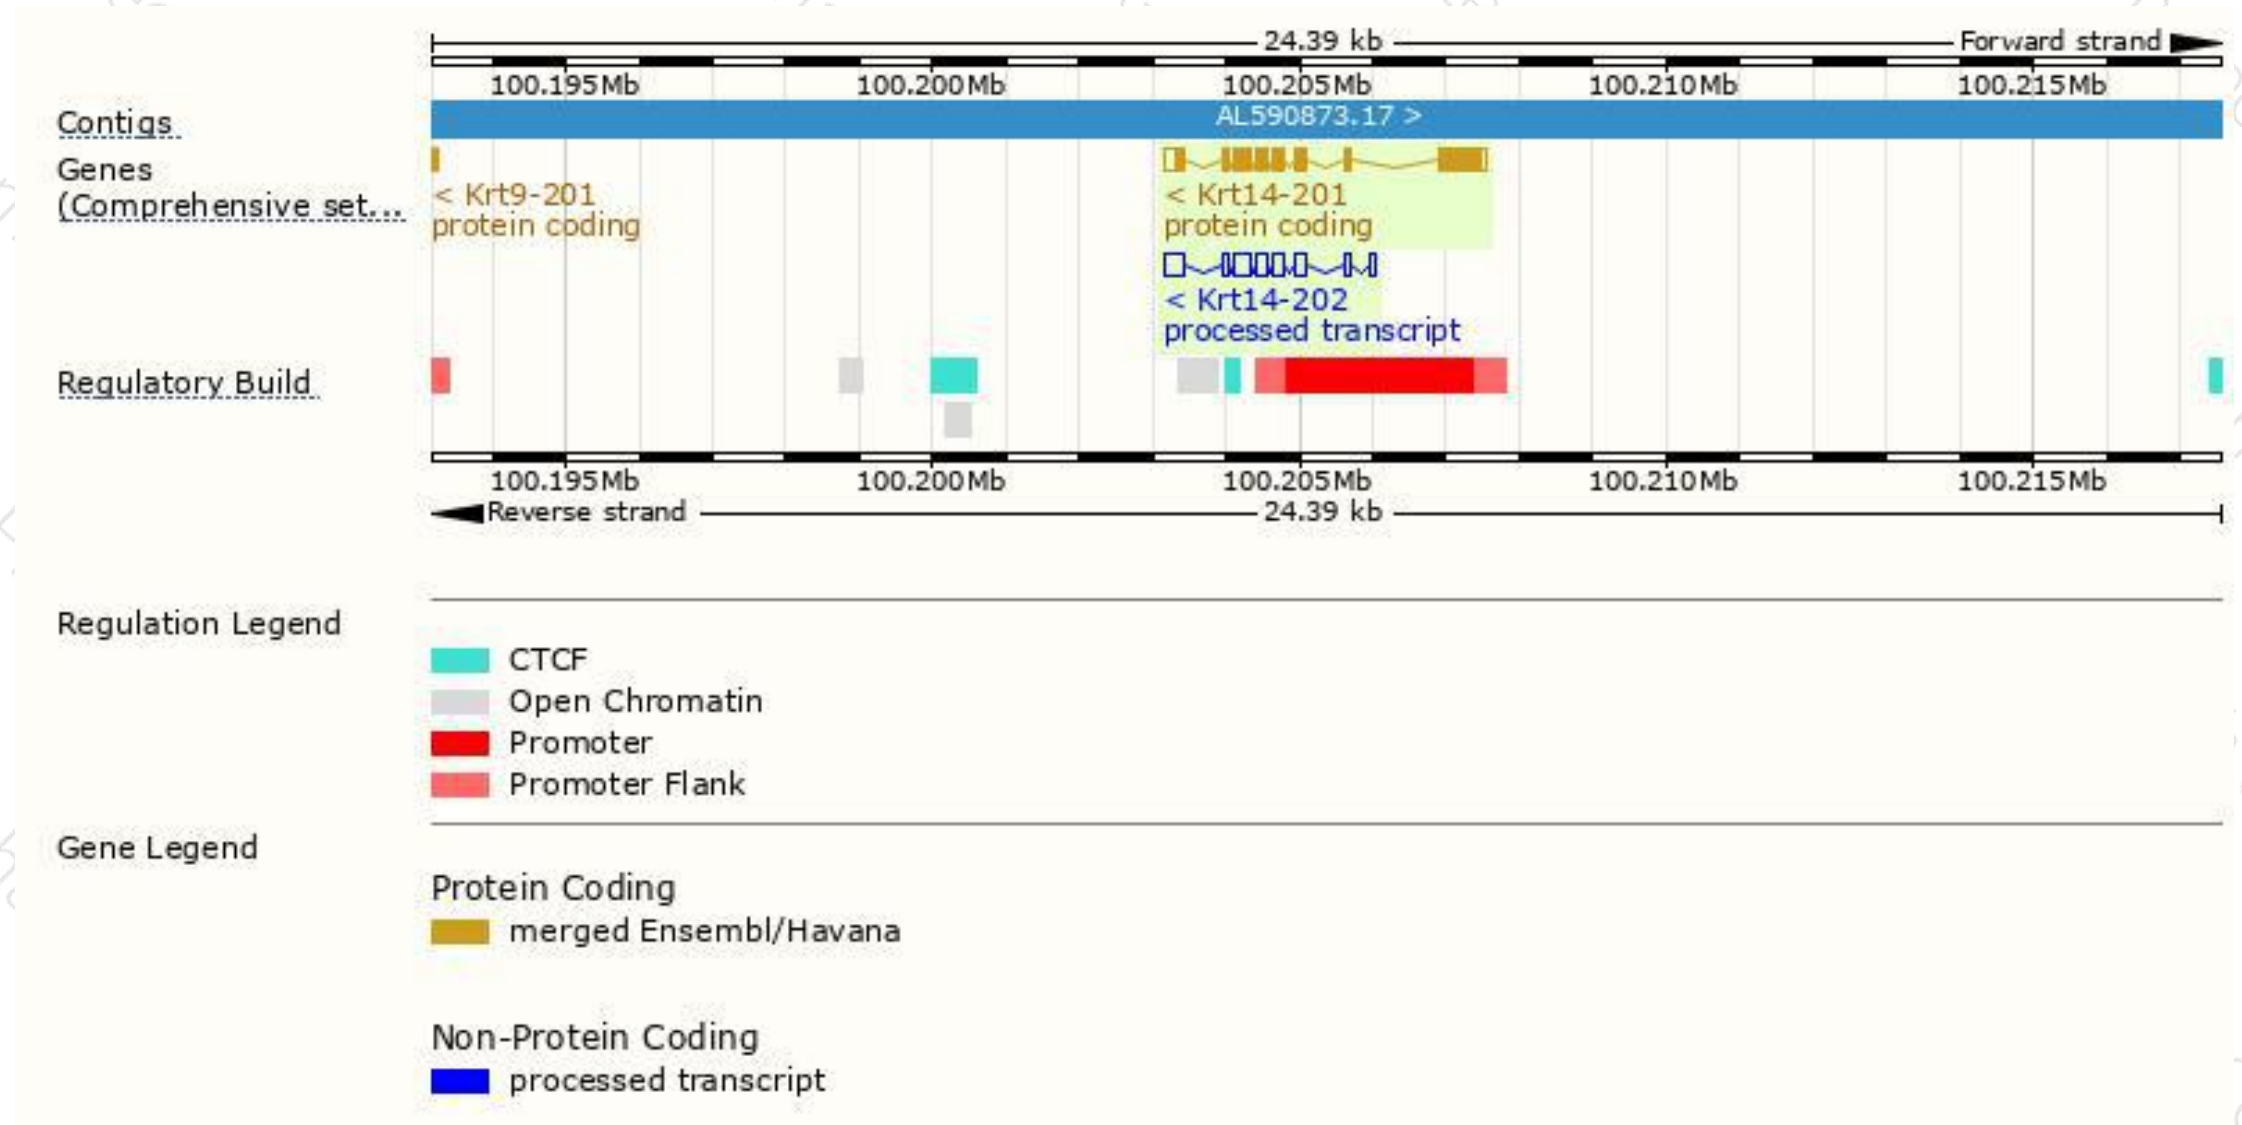 24.39 kb Forward strand
100.195Mb 100.200Mb 100.205Mb 100.210Mb 100.215Mb
Contigs AL590873.17 >
Genes
(Comprehensive set...
< Krt9-201 < Krt14-201
protein coding protein coding
< Krt14-202
processed transcript
Regulatory Build
100.195Mb 100.200Mb 100.205Mb 100.210Mb 100.215Mb
Reverse strand 24.39 kb
Regulation Legend
CTCF
Open Chromatin
Promoter
Promoter Flank
Gene Legend
Protein Coding
merged Ensembl/Havana
Non-Protein Coding
processed transcript